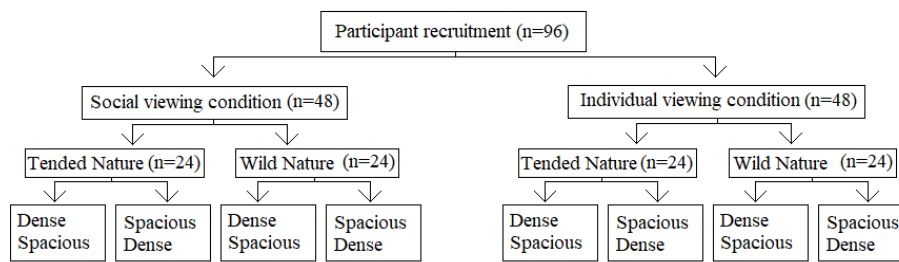 Participant recruitment (n=96)
Social viewing condition (n=48)
Individual viewing condition (n=48)
Tended Nature (n=24)
Wild Nature (n=24)
Tended Nature (n=24)
Wild Nature (n=24)
Dense
Spacious
Spacious
Dense
Dense
Spacious
Spacious
Dense
Dense
Spacious
Spacious
Dense
Dense
Spacious
Spacious
Dense